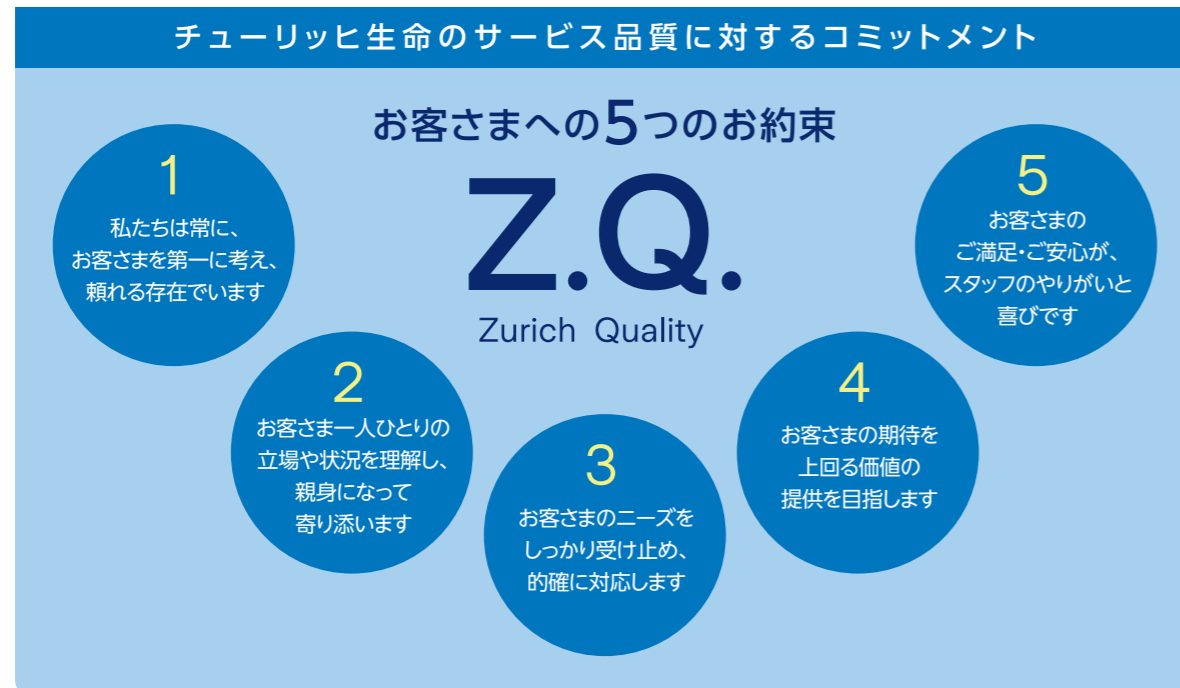 チューリッヒ生命のサービス品質に対するコミットメント
お客さまへの5つのお約束
Z.Q.
Zurich Quality
1
私たちは常に、
お客さまを第一に考え、
頼れる存在でいます
2
お客さま一人ひとりの
立場や状況を理解し、
親身になって
寄り添います
3
お客さまのニーズを
しっかり受け止め、
的確に対応します
4
お客さまの期待を
上回る価値の
提供を目指します
5
お客さまの
ご満足・ご安心が、
スタッフのやりがいと
喜びです